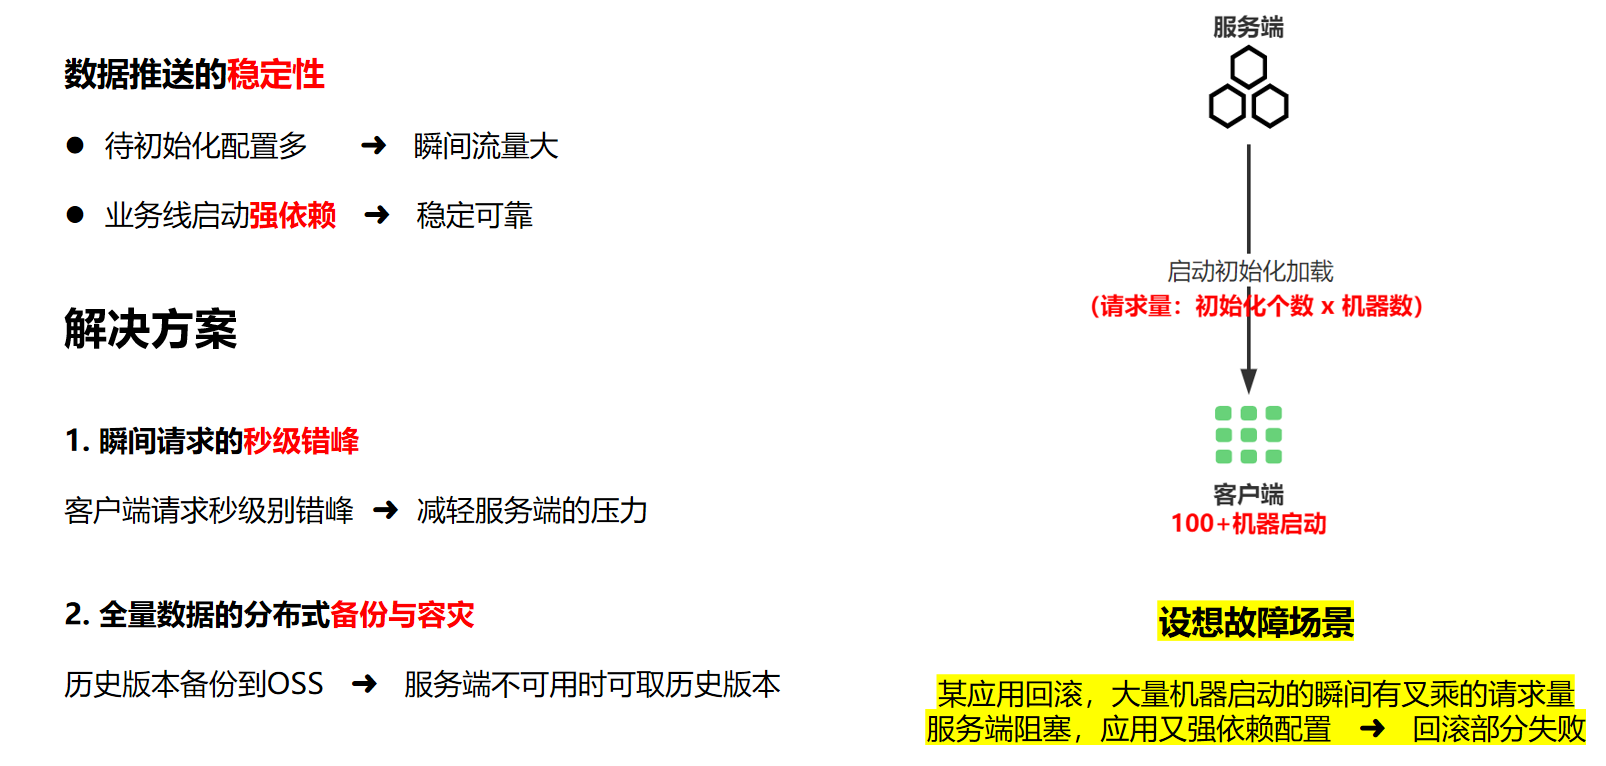 数据推送的稳定性
● 待初始化配置多 ➜ 瞬间流量大
● 业务线启动强依赖 ➜ 稳定可靠
解决方案
1. 瞬间请求的秒级错峰
客户端请求秒级别错峰 ➜ 减轻服务端的压力
2. 全量数据的分布式备份与容灾
历史版本备份到OSS ➜ 服务端不可用时可取历史版本
服务端
启动初始化加载
（请求量：初始化个数 x 机器数）
客户端
100+机器启动
设想故障场景
某应用回滚，大量机器启动的瞬间有叉乘的请求量
服务端阻塞，应用又强依赖配置 ➜ 回滚部分失败